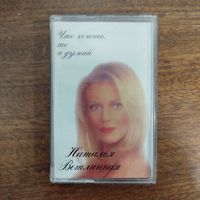 Что хочешь,
то
и думай
Наталья
Ветлицкая